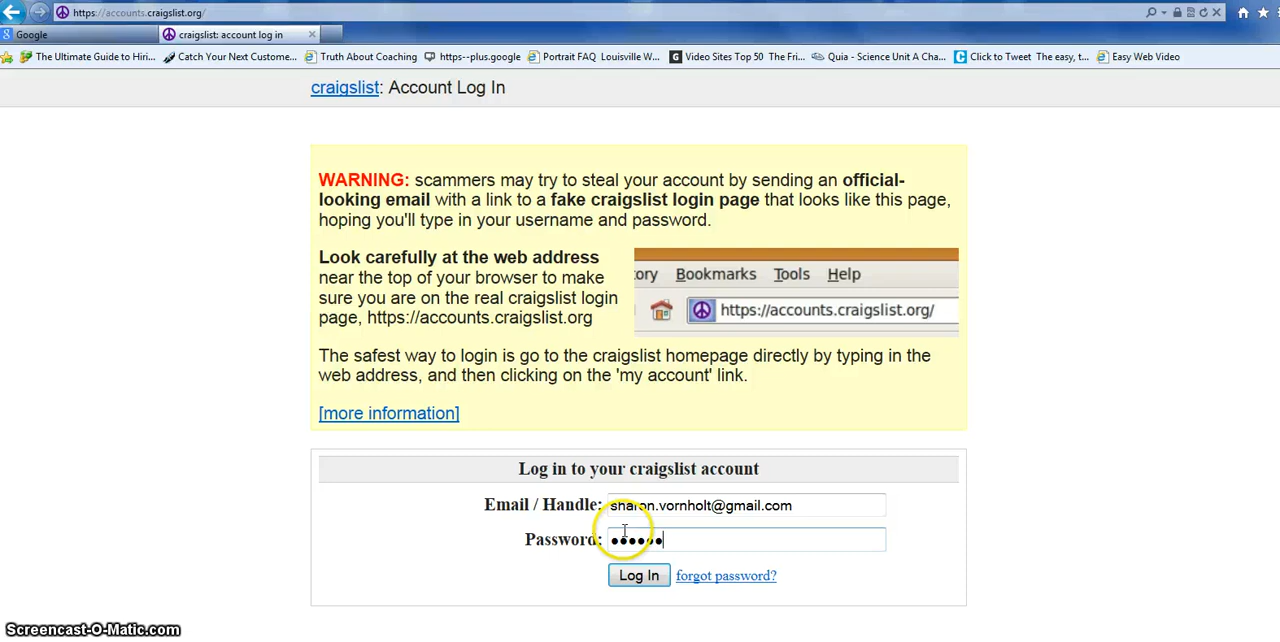 https://accounts.craigslist.org/
Google
craigslist: account log in
The Ultimate Guide to Hiri... Catch Your Next Custome... Truth About Coaching https--plus.google Portrait FAQ Louisville W... Video Sites Top 50 The Fri... Quia - Science Unit A Cha... Click to Tweet The easy, t... Easy Web Video
craigslist: Account Log In
WARNING: scammers may try to steal your account by sending an official-
looking email with a link to a fake craigslist login page that looks like this page,
hoping you'll type in your username and password.
Look carefully at the web address
near the top of your browser to make
sure you are on the real craigslist login
page, https://accounts.craigslist.org
ory Bookmarks Tools Help
https://accounts.craigslist.org/
The safest way to login is go to the craigslist homepage directly by typing in the
web address, and then clicking on the 'my account' link.
[more information]
Log in to your craigslist account
Email / Handle: sharon.vornholt@gmail.com
Password: ●●●●●●
Log In forgot password?
Screencast-O-Matic.com